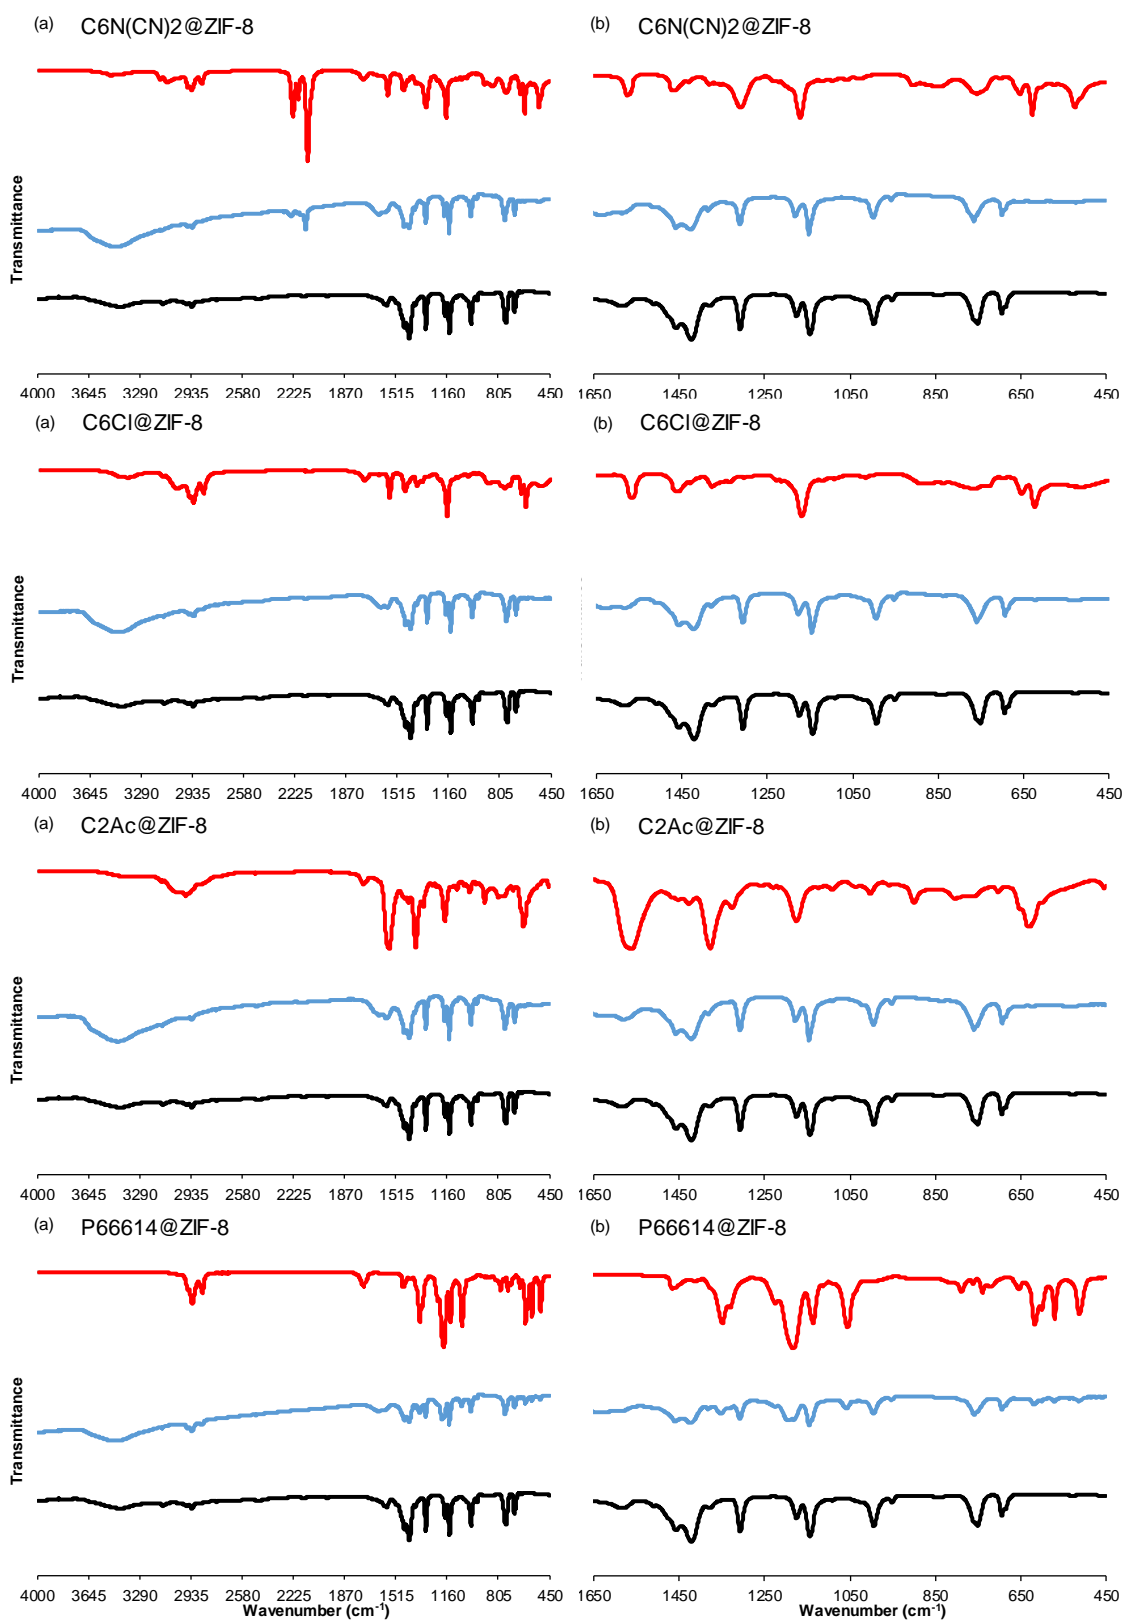 (a) C6N(CN)2@ZIF-8
(b) C6N(CN)2@ZIF-8
Transmittance
4000 3645 3290 2935 2580 2225 1870 1515 1160 805 450
1650 1450 1250 1050 850 650 450
(a) C6Cl@ZIF-8
(b) C6Cl@ZIF-8
Transmittance
4000 3645 3290 2935 2580 2225 1870 1515 1160 805 450
1650 1450 1250 1050 850 650 450
(a) C2Ac@ZIF-8
(b) C2Ac@ZIF-8
Transmittance
4000 3645 3290 2935 2580 2225 1870 1515 1160 805 450
1650 1450 1250 1050 850 650 450
(a) P66614@ZIF-8
(b) P66614@ZIF-8
Transmittance
4000 3645 3290 2935 2580 2225 1870 1515 1160 805 450
Wavenumber (cm⁻¹)
1650 1450 1250 1050 850 650 450
Wavenumber (cm⁻¹)